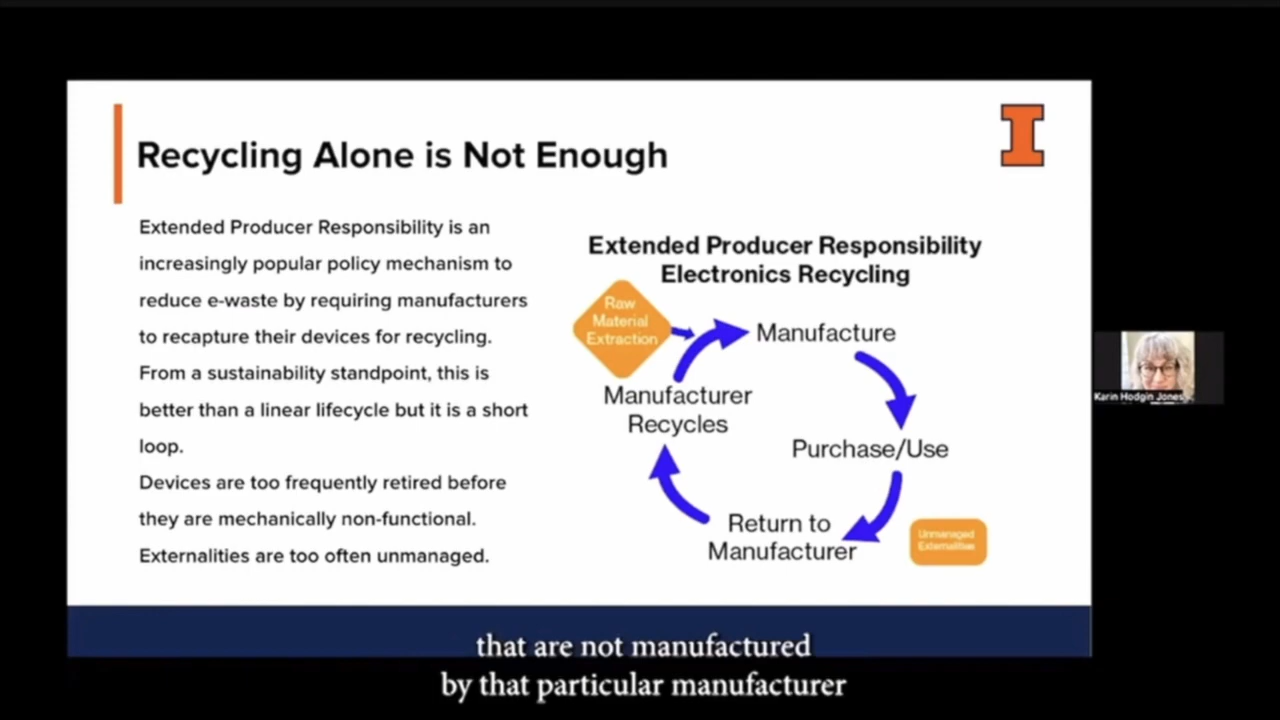 Recycling Alone is Not Enough
Extended Producer Responsibility is an
increasingly popular policy mechanism to
reduce e-waste by requiring manufacturers
to recapture their devices for recycling.
From a sustainability standpoint, this is
better than a linear lifecycle but it is a short
loop.
Devices are too frequently retired before
they are mechanically non-functional.
Externalities are too often unmanaged.
Extended Producer Responsibility
Electronics Recycling
Raw
Material
Extraction
Manufacture
Purchase/Use
Return to
Manufacturer
Manufacturer
Recycles
Unmanaged
Externalities
Karin Hodgin Jones
that are not manufactured
by that particular manufacturer